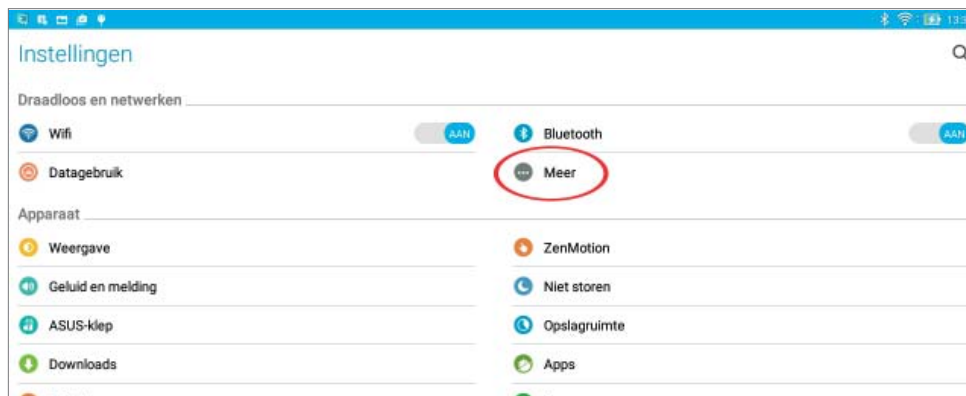 Instellingen
Draadloos en netwerken
Wifi AAN Bluetooth AAN
Datagebruik Meer
Apparaat
Weergave ZenMotion
Geluid en melding Niet storen
ASUS-klep Opslagruimte
Downloads Apps